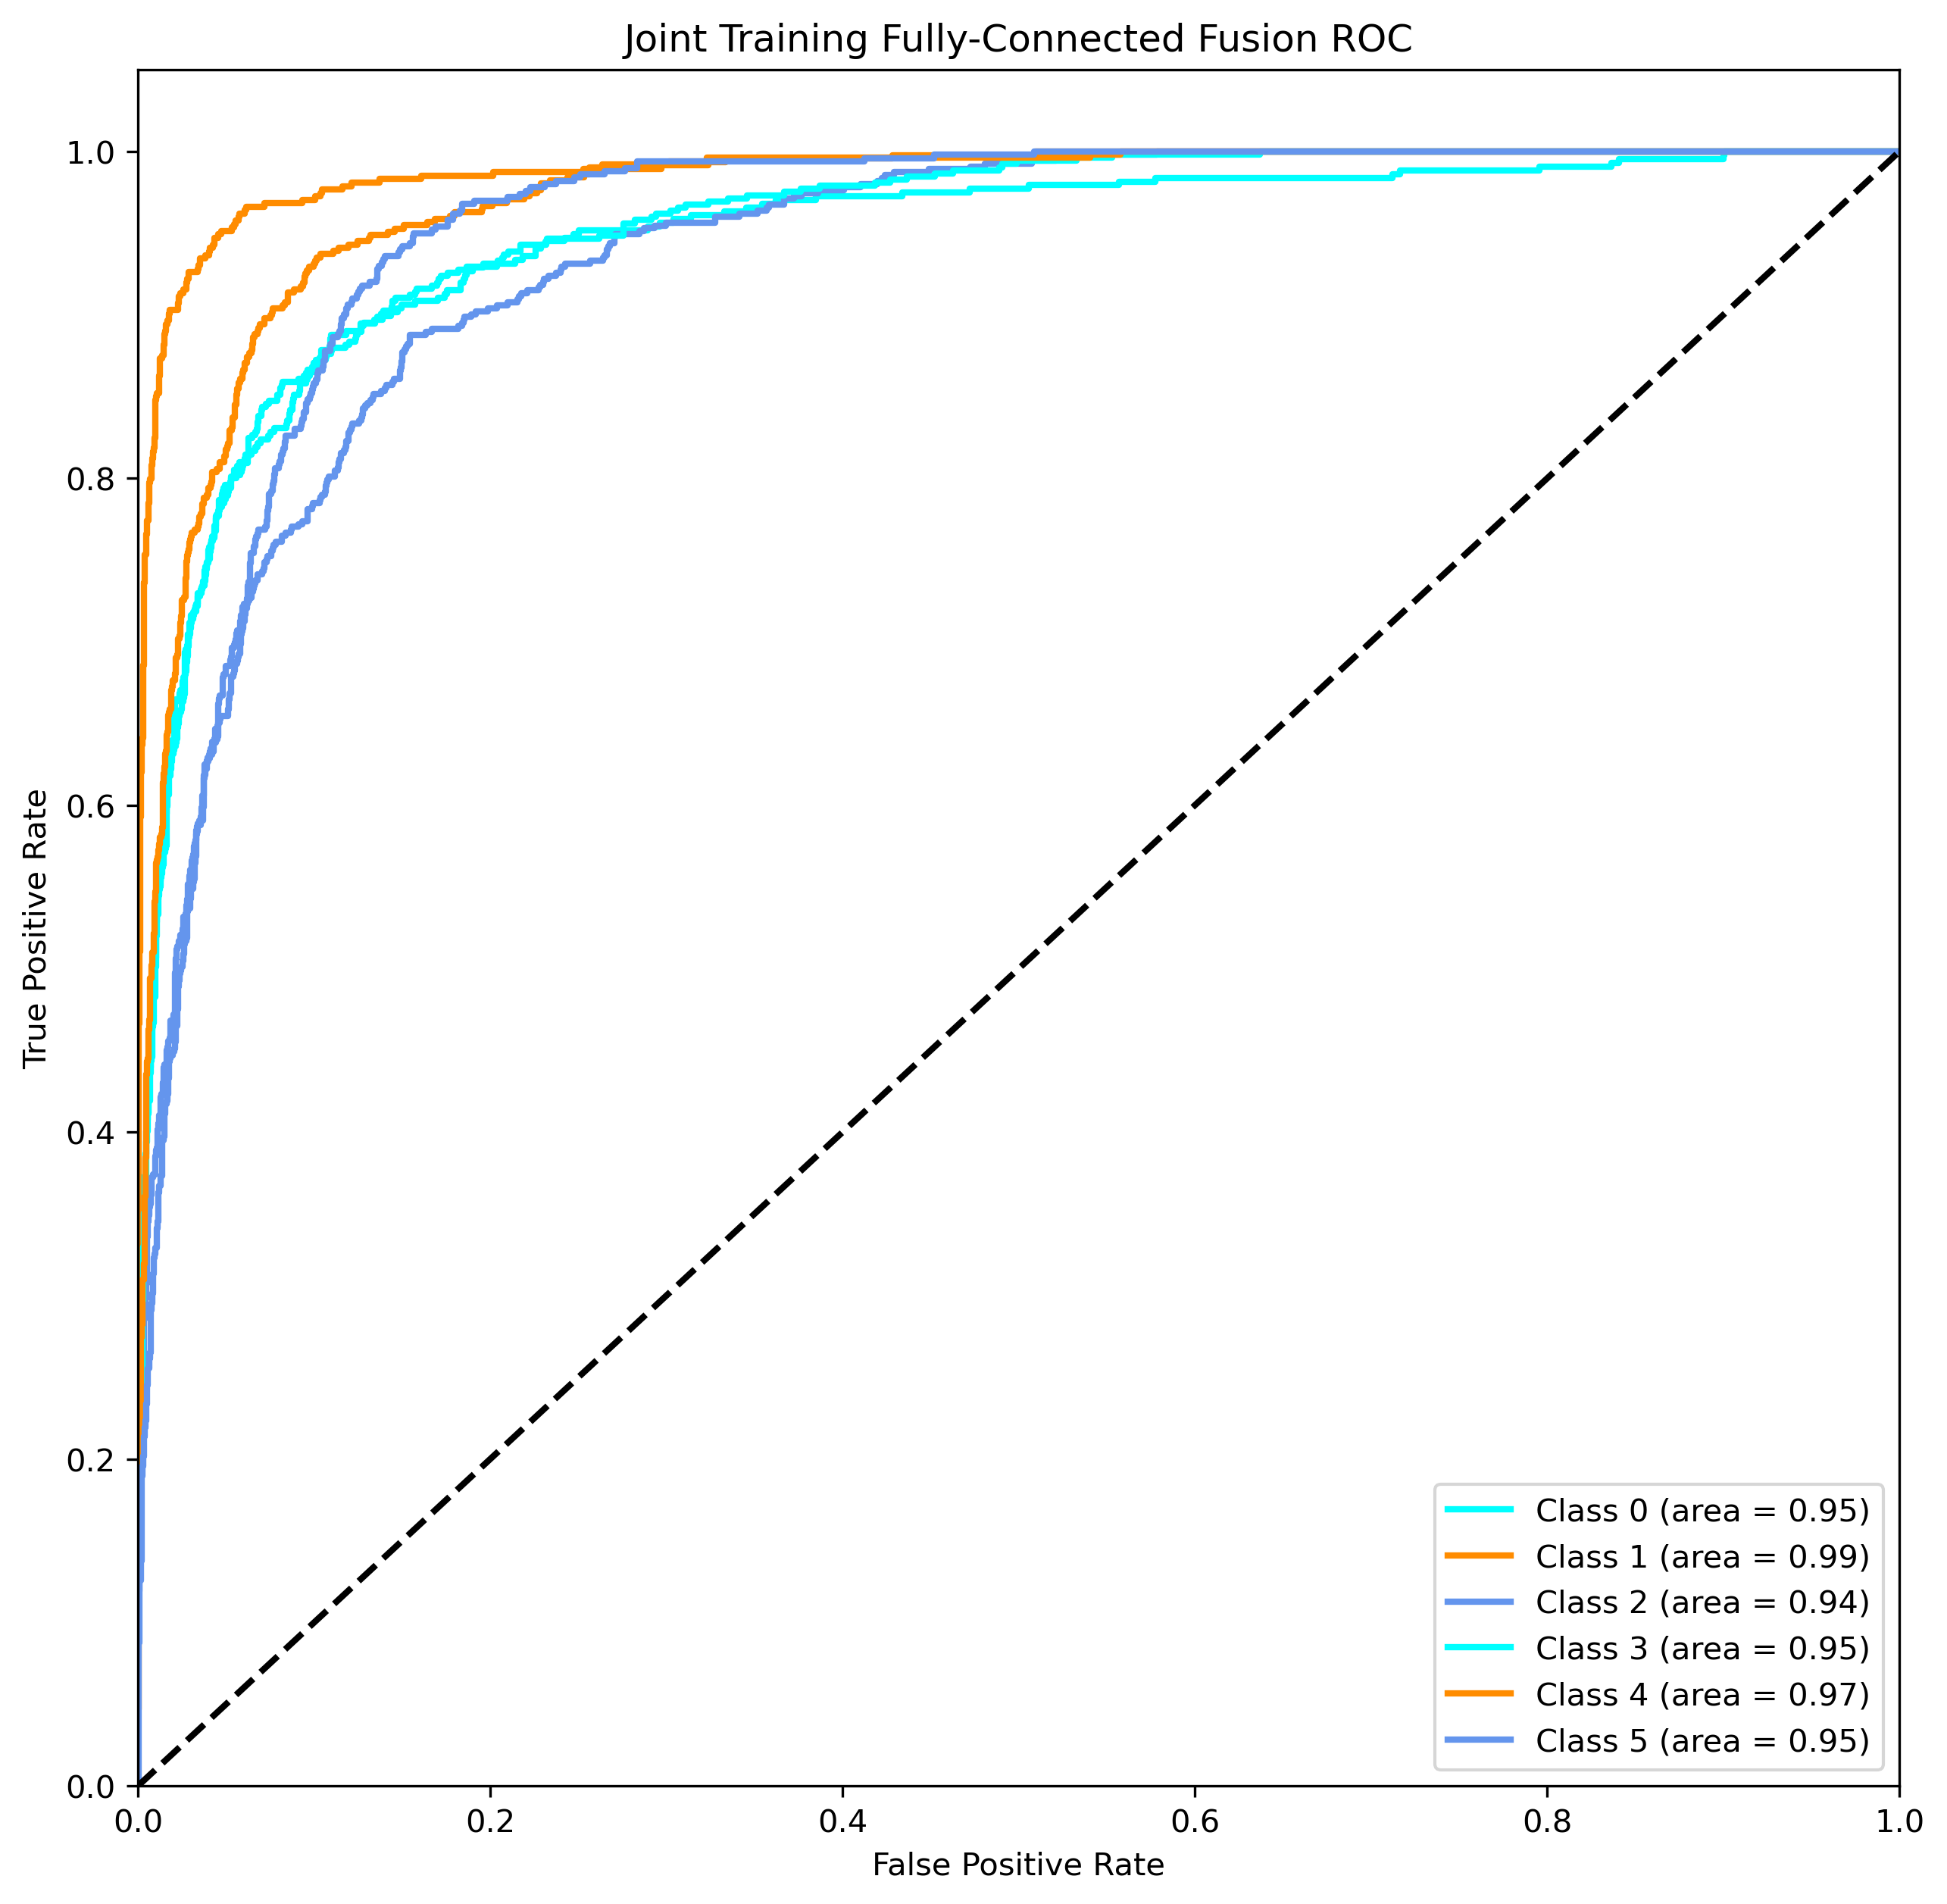 Joint Training Fully-Connected Fusion ROC
True Positive Rate
1.0
0.8
0.6
0.4
0.2
0.0
Class 0 (area = 0.95)
Class 1 (area = 0.99)
Class 2 (area = 0.94)
Class 3 (area = 0.95)
Class 4 (area = 0.97)
Class 5 (area = 0.95)
0.0 0.2 0.4 0.6 0.8 1.0
False Positive Rate